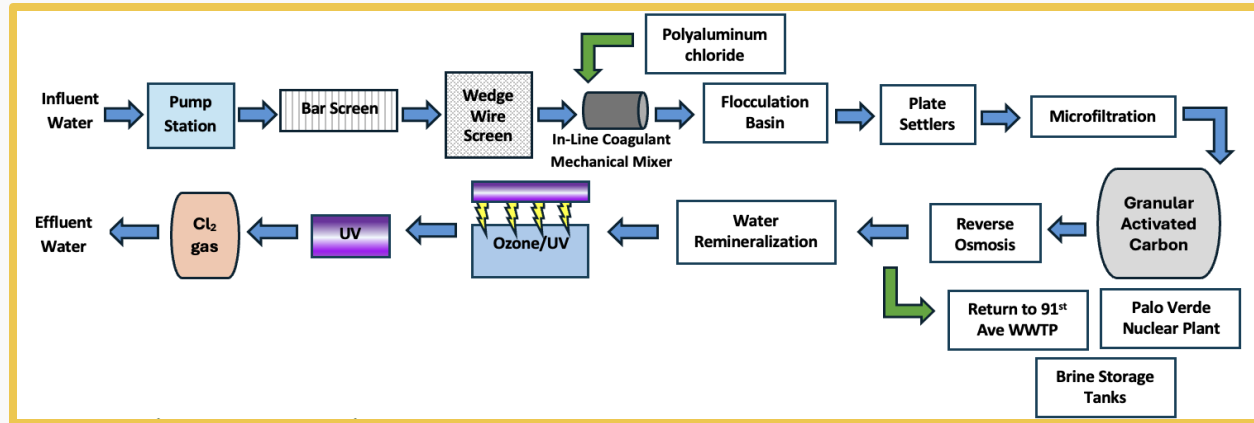 Polyaluminum
chloride
Influent
Water
Pump
Station
Bar Screen
Wedge
Wire
Screen
In-Line Coagulant
Mechanical Mixer
Flocculation
Basin
Plate
Settlers
Microfiltration
Effluent
Water
Cl₂
gas
UV
Ozone/UV
Water
Remineralization
Reverse
Osmosis
Granular
Activated
Carbon
Return to 91ˢᵗ
Ave WWTP
Palo Verde
Nuclear Plant
Brine Storage
Tanks